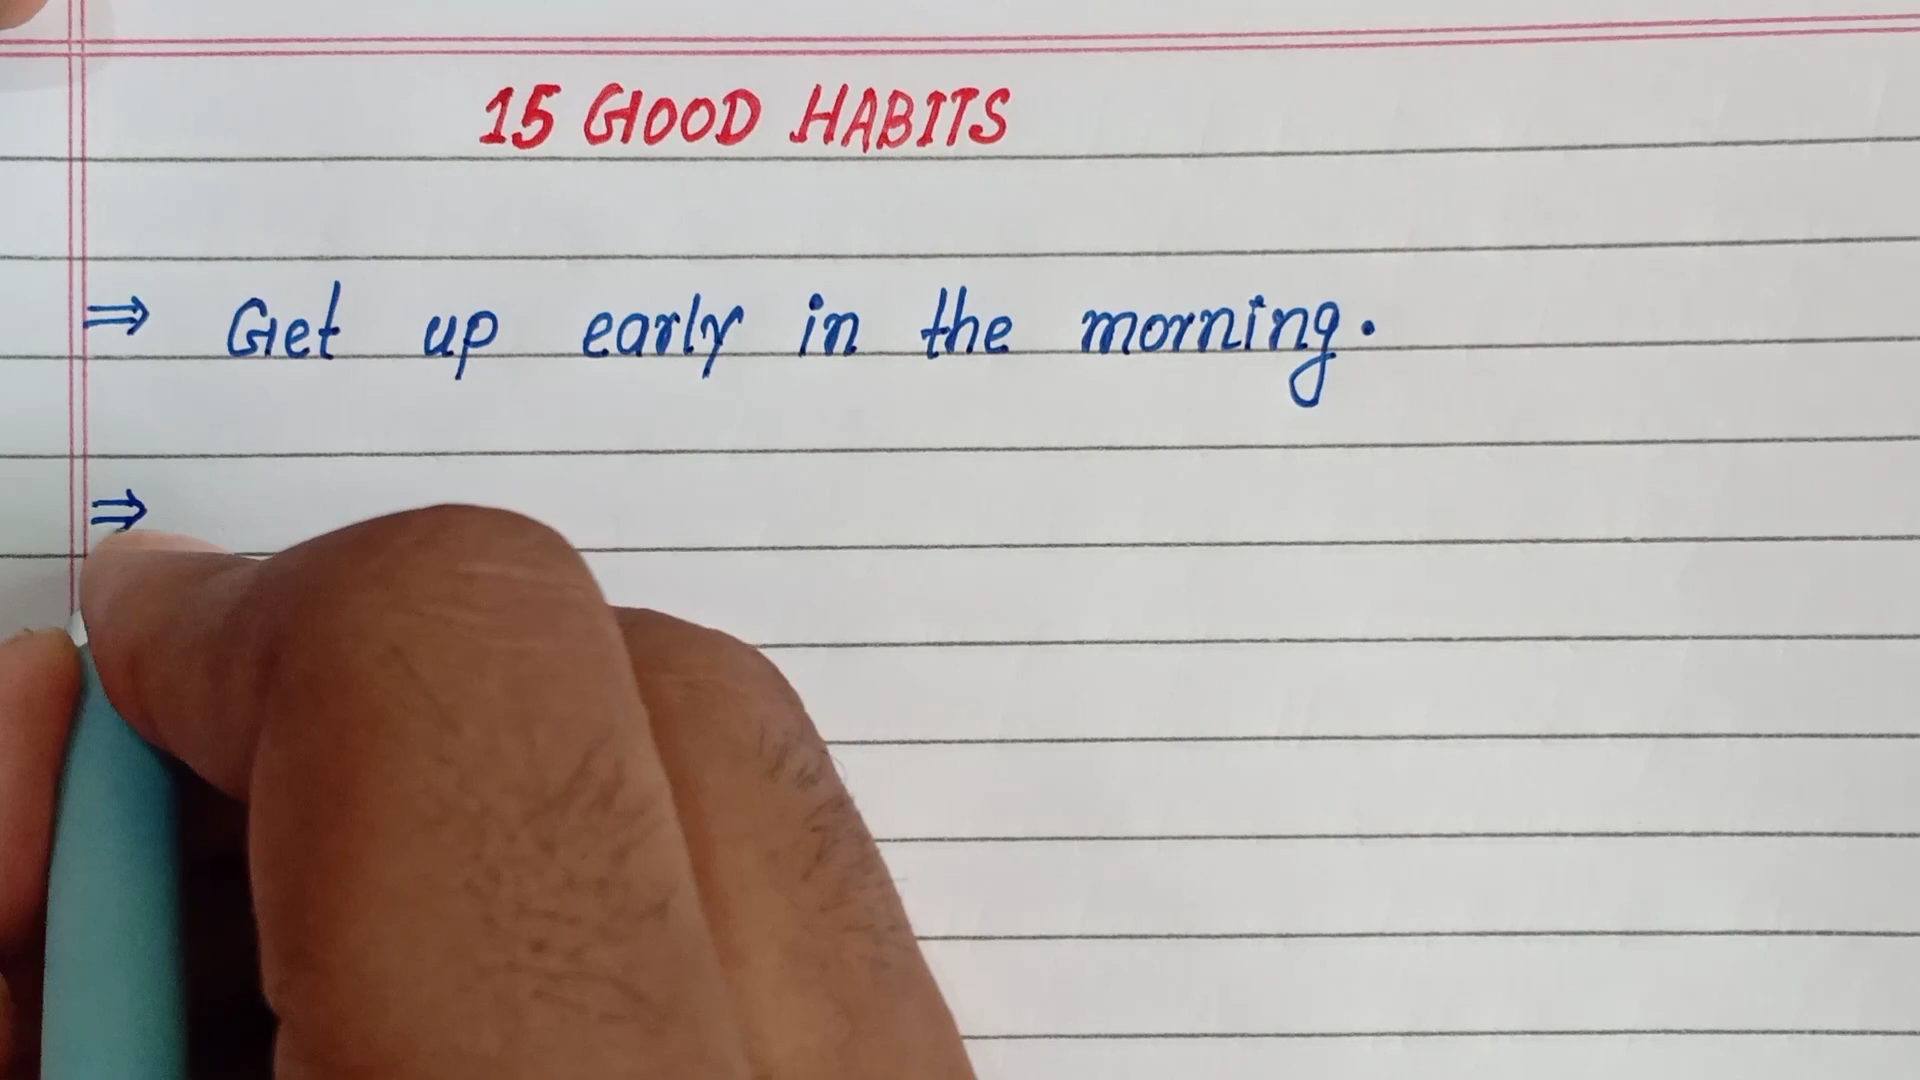 15 GOOD HABITS
⇒ Get up early in the morning.
⇒